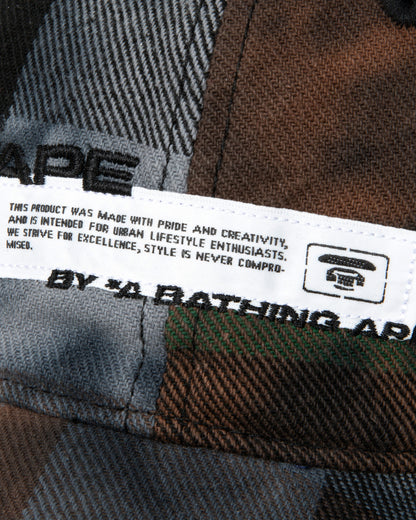 APE
THIS PRODUCT WAS MADE WITH PRIDE AND CREATIVITY,
AND IS INTENDED FOR URBAN LIFESTYLE ENTHUSIASTS.
WE STRIVE FOR EXCELLENCE, STYLE IS NEVER COMPRO-
MISED.
BY *A BATHING AP